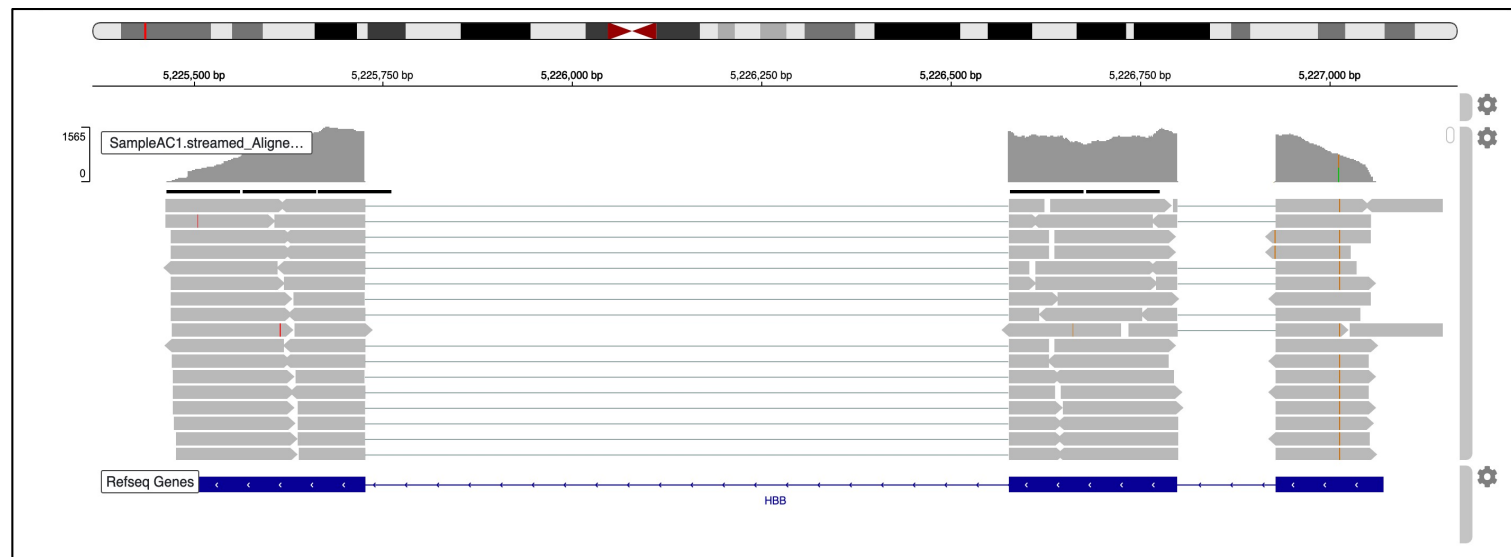 5,225,500 bp 5,225,750 bp 5,226,000 bp 5,226,250 bp 5,226,500 bp 5,226,750 bp 5,227,000 bp
1565
SampleAC1.streamed_Aligne...
0
Refseq Genes
HBB